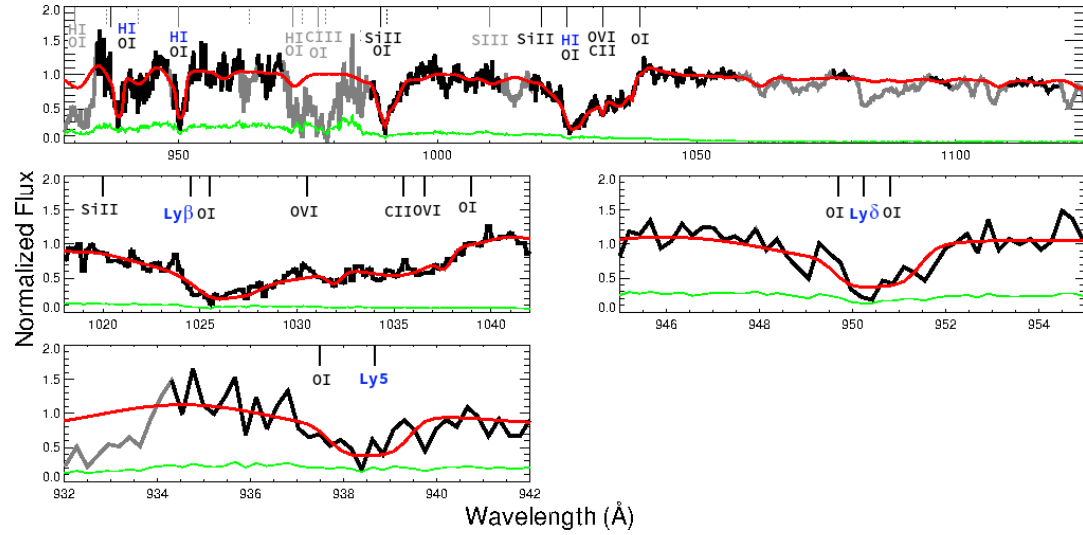 HI HI HI HI CIII SiII SIII SiII HI OVI OI
OI OI OI OI OI OI OI CII
2.0
1.5
1.0
0.5
0.0
950 1000 1050 1100
Normalized Flux
2.0
1.5
1.0
0.5
0.0
SiII Lyβ OI OVI CII OVI OI
1020 1025 1030 1035 1040
2.0
1.5
1.0
0.5
0.0
OI Lyδ OI
946 948 950 952 954
2.0
1.5
1.0
0.5
0.0
OI Ly5
932 934 936 938 940 942
Wavelength (Å)